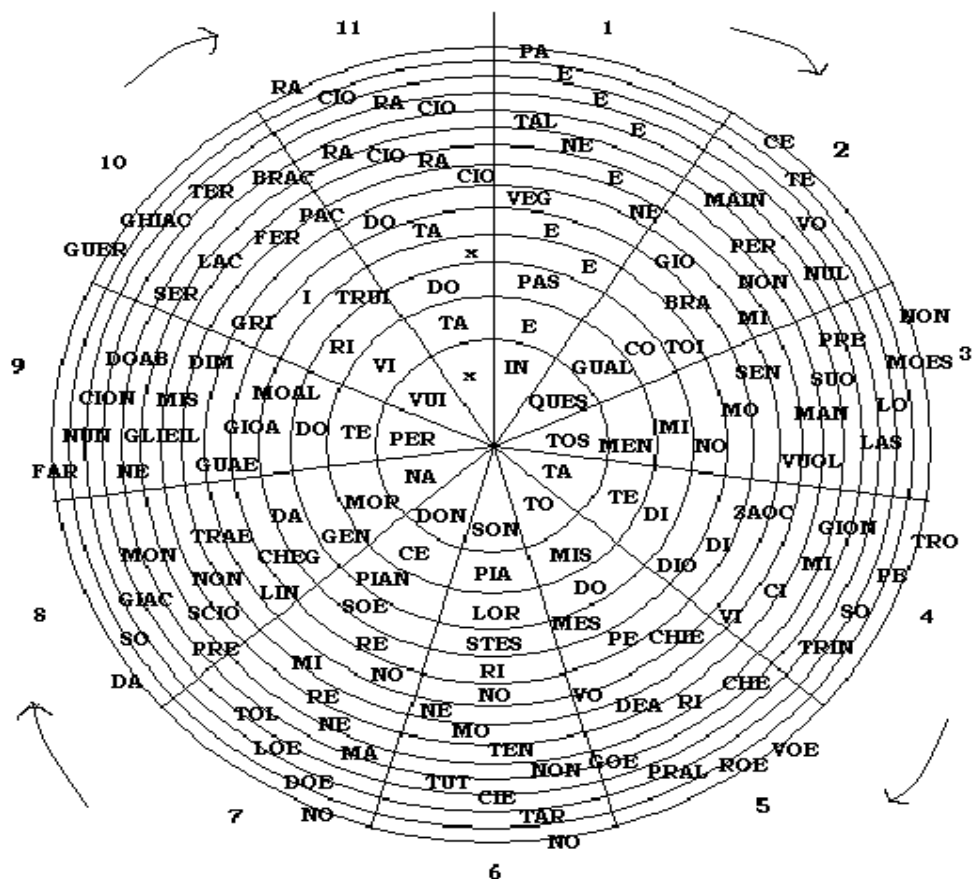 1
2
3
4
5
6
7
8
9
10
11
PA CE NON TRO VOE NO NO DA FAR GUER RA
E TE MOES PE ROE TAR DOE SO NUN GHIAC CIO
E VO LO SO PRAL CIE LOE GIAC CION TER RA
E NUL LAS TRIN GOE TUT TOL MON DOAB BRAC CIO
TAL MAIN PRE GION CHE NON MA PRE NE SER RA
NE PER SUO MI RI TEN NE SCIO GLIEIL LAC CIO
E NON MAN CI DEA MO RE NON MIS FER RA
NE MI VUOL VI VO NE MI TRAE DIM PAC CIO
VEG GIO SEN ZAOC CHIE NO NO LIN GUAE GRI DO
E BRA MO DI PE RI RE CHEG GIOA I TA
E TOI NO DIO MES STES SOE DA MOAL TRUI x
PAS CO MI DI DO LOR PIAN GEN DO RI DO
E GUAL MEN TE MIS PIA CE MOR TE VI TA
IN QUES TOS TA TO SON DON NA PER VUI x